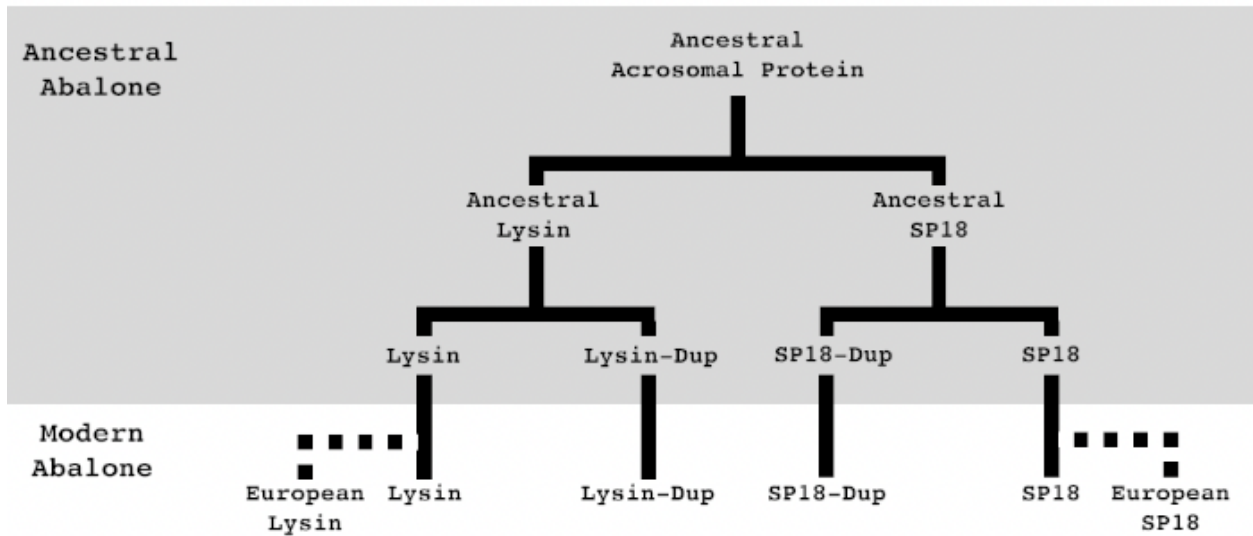 Ancestral
Abalone
Ancestral
Acrosomal Protein
Ancestral
Lysin
Ancestral
SP18
Lysin
Lysin-Dup
SP18-Dup
SP18
Modern
Abalone
European
Lysin
Lysin
Lysin-Dup
SP18-Dup
SP18
European
SP18